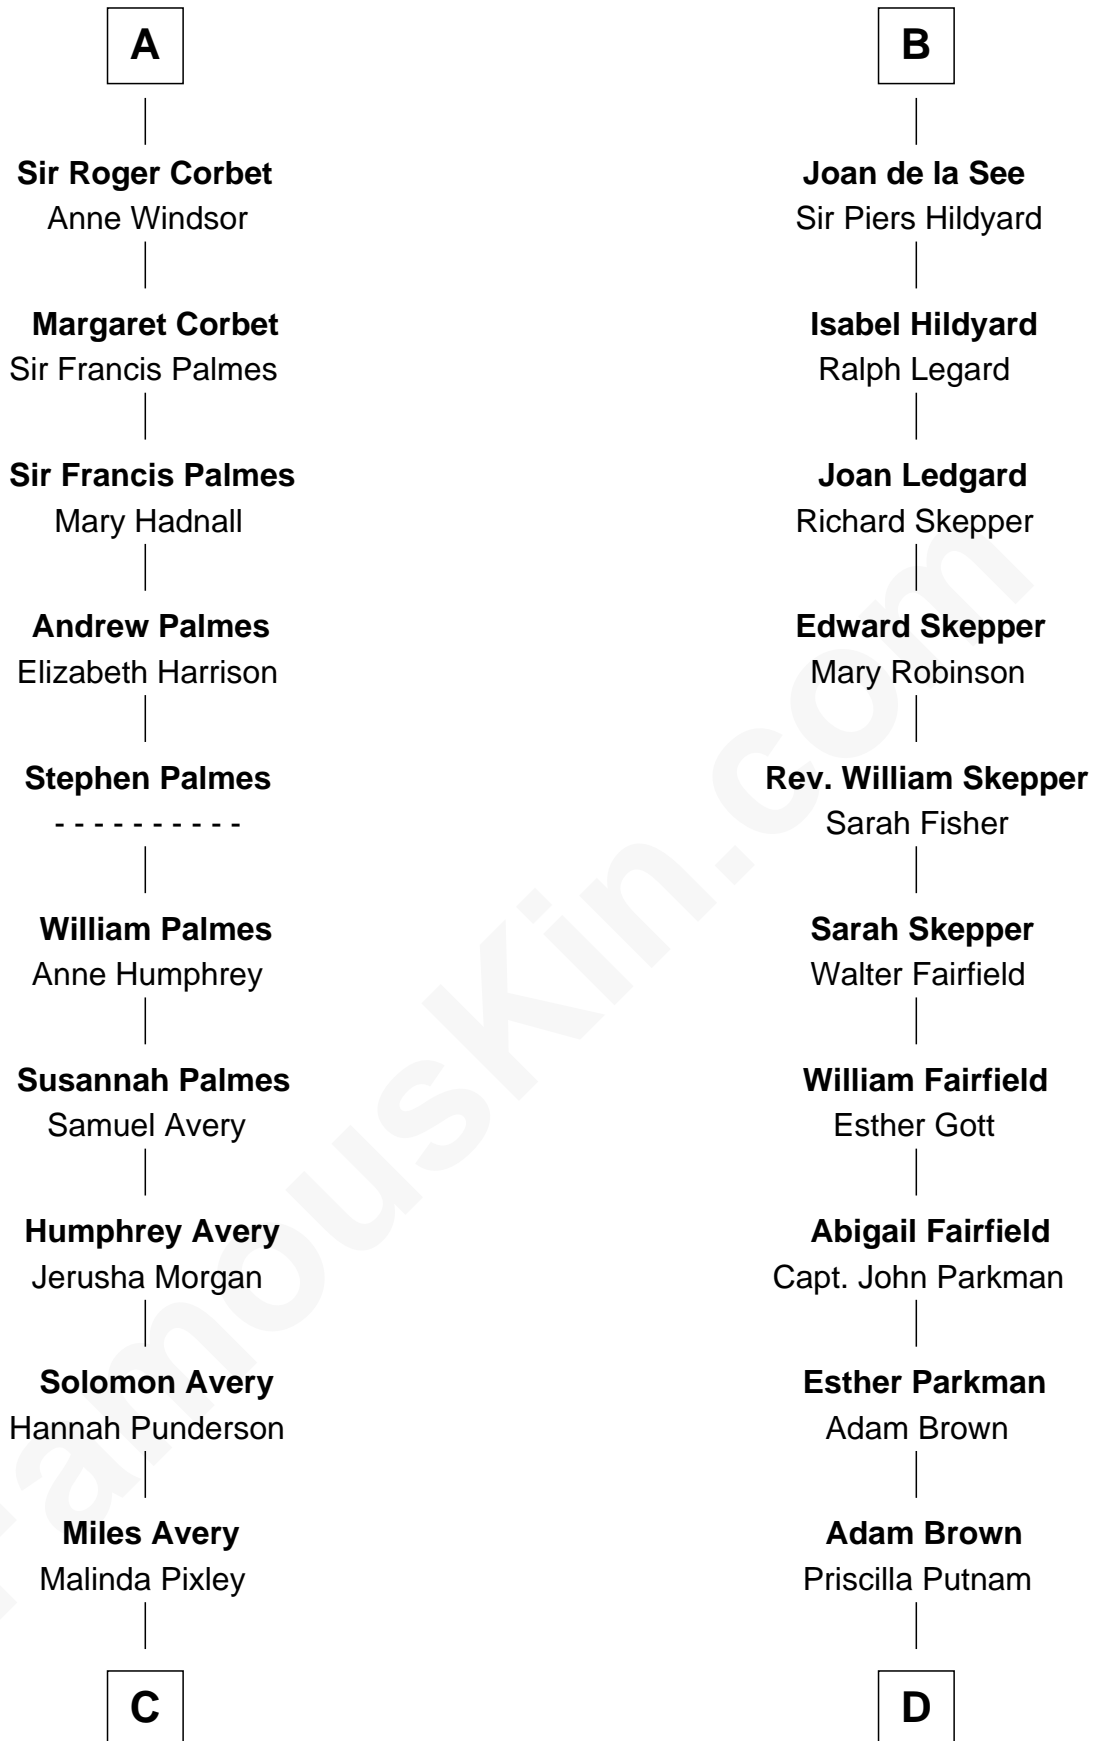 A
Sir Roger Corbet
Anne Windsor
Margaret Corbet
Sir Francis Palmes
Sir Francis Palmes
Mary Hadnall
Andrew Palmes
Elizabeth Harrison
Stephen Palmes
- - - - - - - - - -
William Palmes
Anne Humphrey
Susannah Palmes
Samuel Avery
Humphrey Avery
Jerusha Morgan
Solomon Avery
Hannah Punderson
Miles Avery
Malinda Pixley
C
B
Joan de la See
Sir Piers Hildyard
Isabel Hildyard
Ralph Legard
Joan Ledgard
Richard Skepper
Edward Skepper
Mary Robinson
Rev. William Skepper
Sarah Fisher
Sarah Skepper
Walter Fairfield
William Fairfield
Esther Gott
Abigail Fairfield
Capt. John Parkman
Esther Parkman
Adam Brown
Adam Brown
Priscilla Putnam
D
FamousKin.com